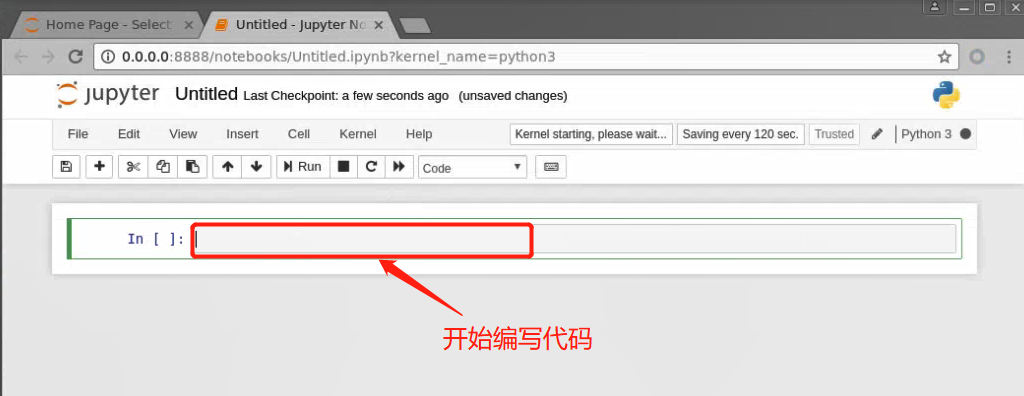 Home Page - Select
Untitled - Jupyter No
0.0.0.0:8888/notebooks/Untitled.ipynb?kernel_name=python3
jupyter Untitled Last Checkpoint: a few seconds ago (unsaved changes)
File Edit View Insert Cell Kernel Help Kernel starting, please wait... Saving every 120 sec. Trusted Python 3
Run Code
In [ ]:
开始编写代码